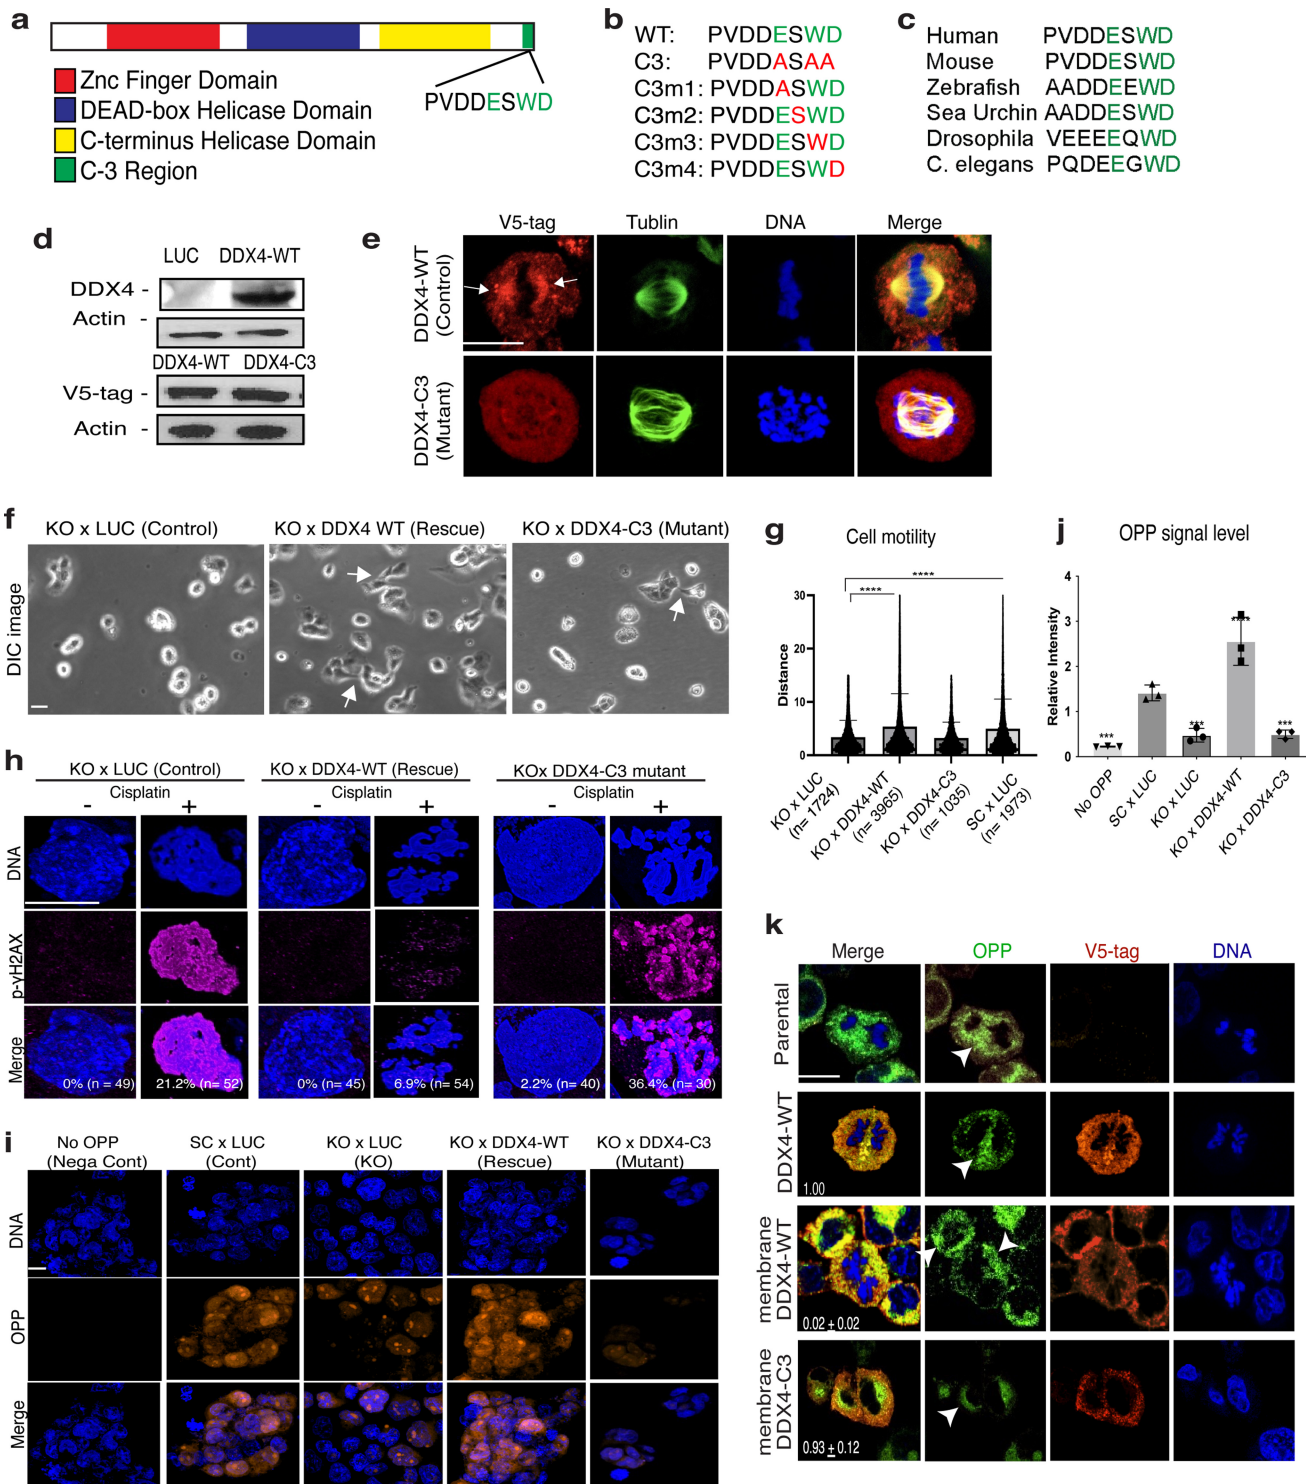 a
Znc Finger Domain
DEAD-box Helicase Domain
C-terminus Helicase Domain
C-3 Region
PVDDESWD
b
WT: PVDDESWD
C3: PVDDASAA
C3m1: PVDDASWD
C3m2: PVDDESWD
C3m3: PVDDESWD
C3m4: PVDDESWD
c
Human PVDDESWD
Mouse PVDDESWD
Zebrafish AADDEEWD
Sea Urchin AADDESWD
Drosophila VEEEEQWD
C. elegans PQDEEGWD
d
LUC DDX4-WT
DDX4 -
Actin -
DDX4-WT DDX4-C3
V5-tag -
Actin -
e
V5-tag Tublin DNA Merge
DDX4-WT
(Control)
DDX4-C3
(Mutant)
f
KO x LUC (Control) KO x DDX4 WT (Rescue) KO x DDX4-C3 (Mutant)
DIC image
g
Cell motility
****
****
Distance
30
20
10
0
KO x LUC
(n= 1724)
KO x DDX4-WT
(n= 3965)
KO x DDX4-C3
(n= 1035)
SC x LUC
(n= 1973)
j
OPP signal level
Relative Intensity
4
3
2
1
0
***
***
****
***
No OPP
SC x LUC
KO x LUC
KO x DDX4-WT
KO x DDX4-C3
h
KO x LUC (Control) KO x DDX4-WT (Rescue) KOx DDX4-C3 mutant
Cisplatin Cisplatin Cisplatin
- + - + - +
DNA
p-γH2AX
Merge
0% (n = 49) 21.2% (n= 52) 0% (n = 45) 6.9% (n= 54) 2.2% (n= 40) 36.4% (n= 30)
i
No OPP SC x LUC KO x LUC KO x DDX4-WT KO x DDX4-C3
(Nega Cont) (Cont) (KO) (Rescue) (Mutant)
DNA
OPP
Merge
k
Merge OPP V5-tag DNA
Parental
DDX4-WT
1.00
membrane
DDX4-WT
0.02 ± 0.02
membrane
DDX4-C3
0.93 ± 0.12